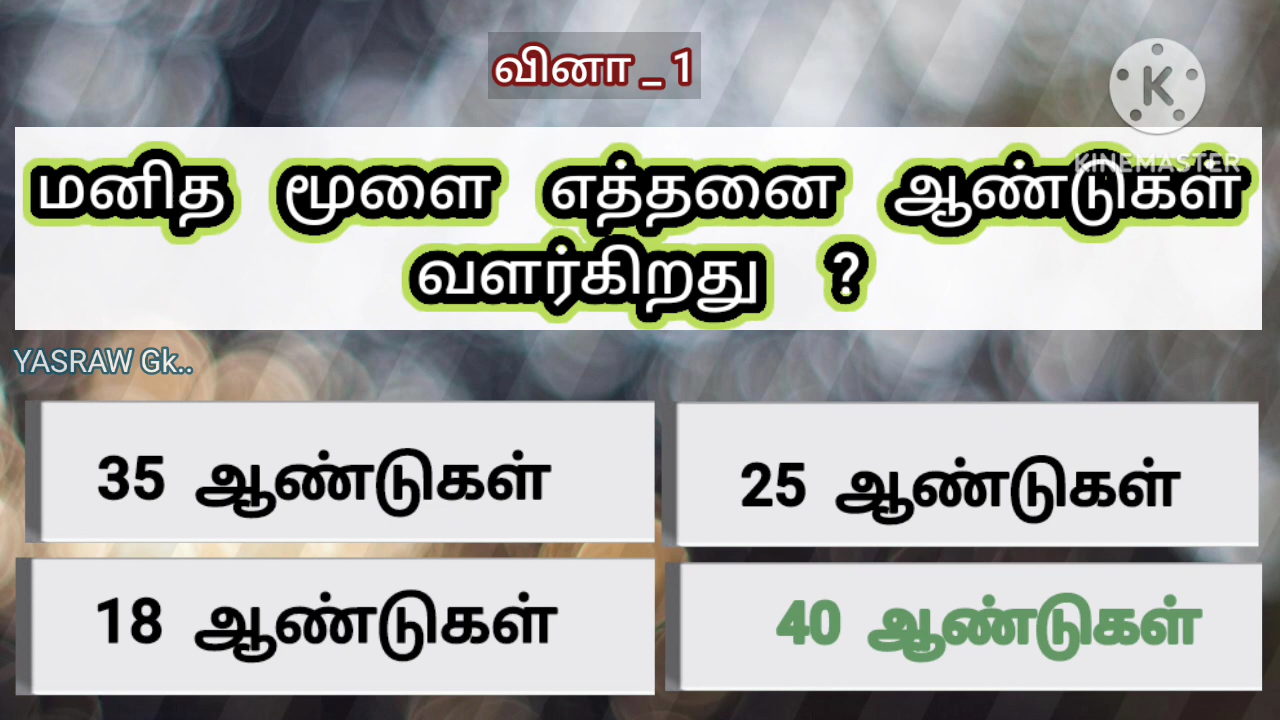 வினா _ 1
KINEMASTER
மனித மூளை எத்தனை ஆண்டுகள்
வளர்கிறது ?
YASRAW Gk..
35 ஆண்டுகள்
25 ஆண்டுகள்
18 ஆண்டுகள்
40 ஆண்டுகள்